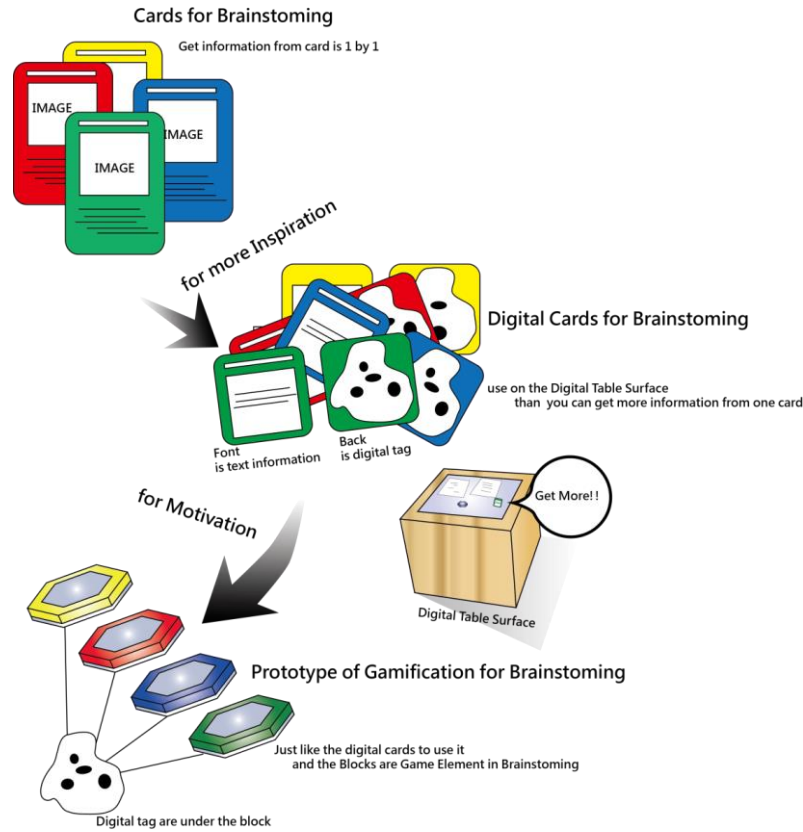 Cards for Brainstoming
Get information from card is 1 by 1
IMAGE
IMAGE
IMAGE
for more Inspiration
Digital Cards for Brainstoming
use on the Digital Table Surface
than you can get more information from one card
Font
is text information
Back
is digital tag
for Motivation
Get More!!
Digital Table Surface
Prototype of Gamification for Brainstoming
Just like the digital cards to use it
and the Blocks are Game Element in Brainstoming
Digital tag are under the block